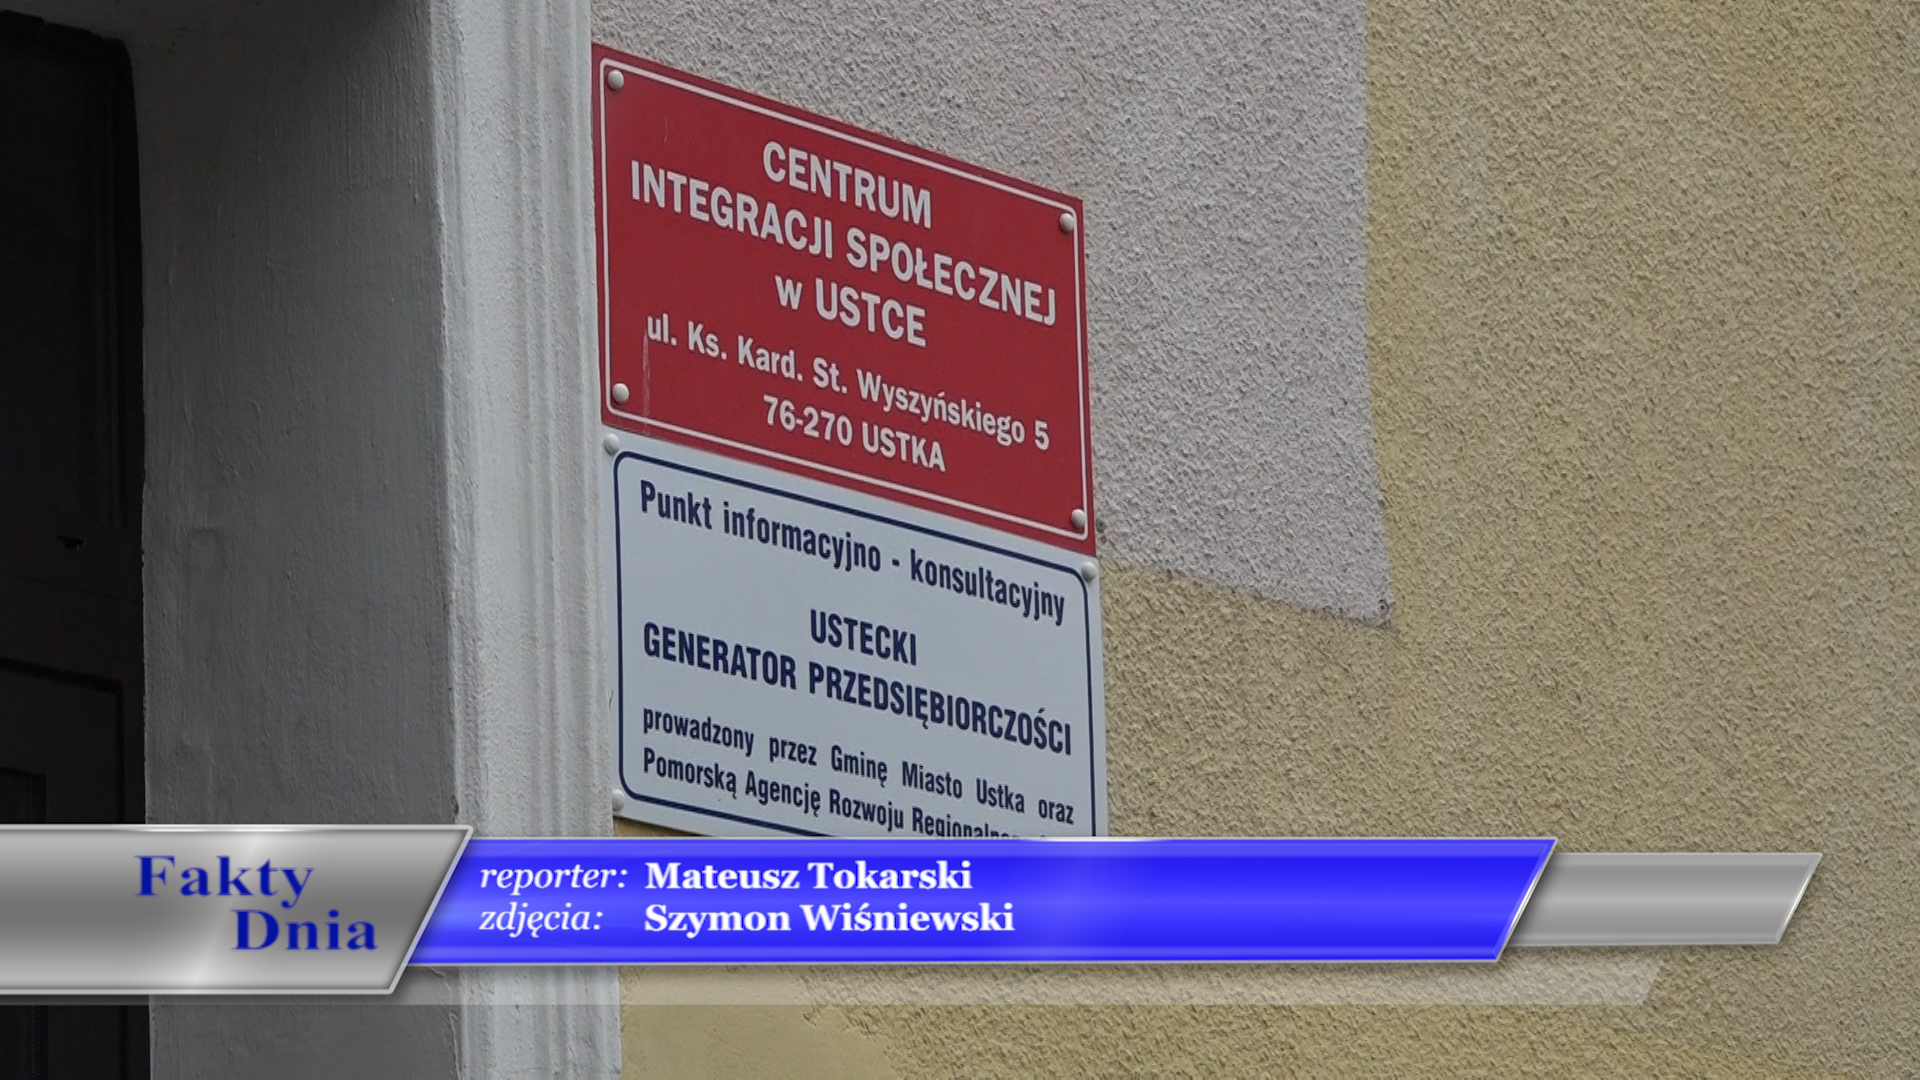 CENTRUM
INTEGRACJI SPOŁECZNEJ
w USTCE
ul. Ks. Kard. St. Wyszyńskiego 5
76-270 USTKA
Punkt informacyjno - konsultacyjny
USTECKI
GENERATOR PRZEDSIĘBIORCZOŚCI
prowadzony przez Gminę Miasto Ustka oraz
Pomorską Agencję Rozwoju
Fakty
Dnia
reporter: Mateusz Tokarski
zdjęcia: Szymon Wiśniewski